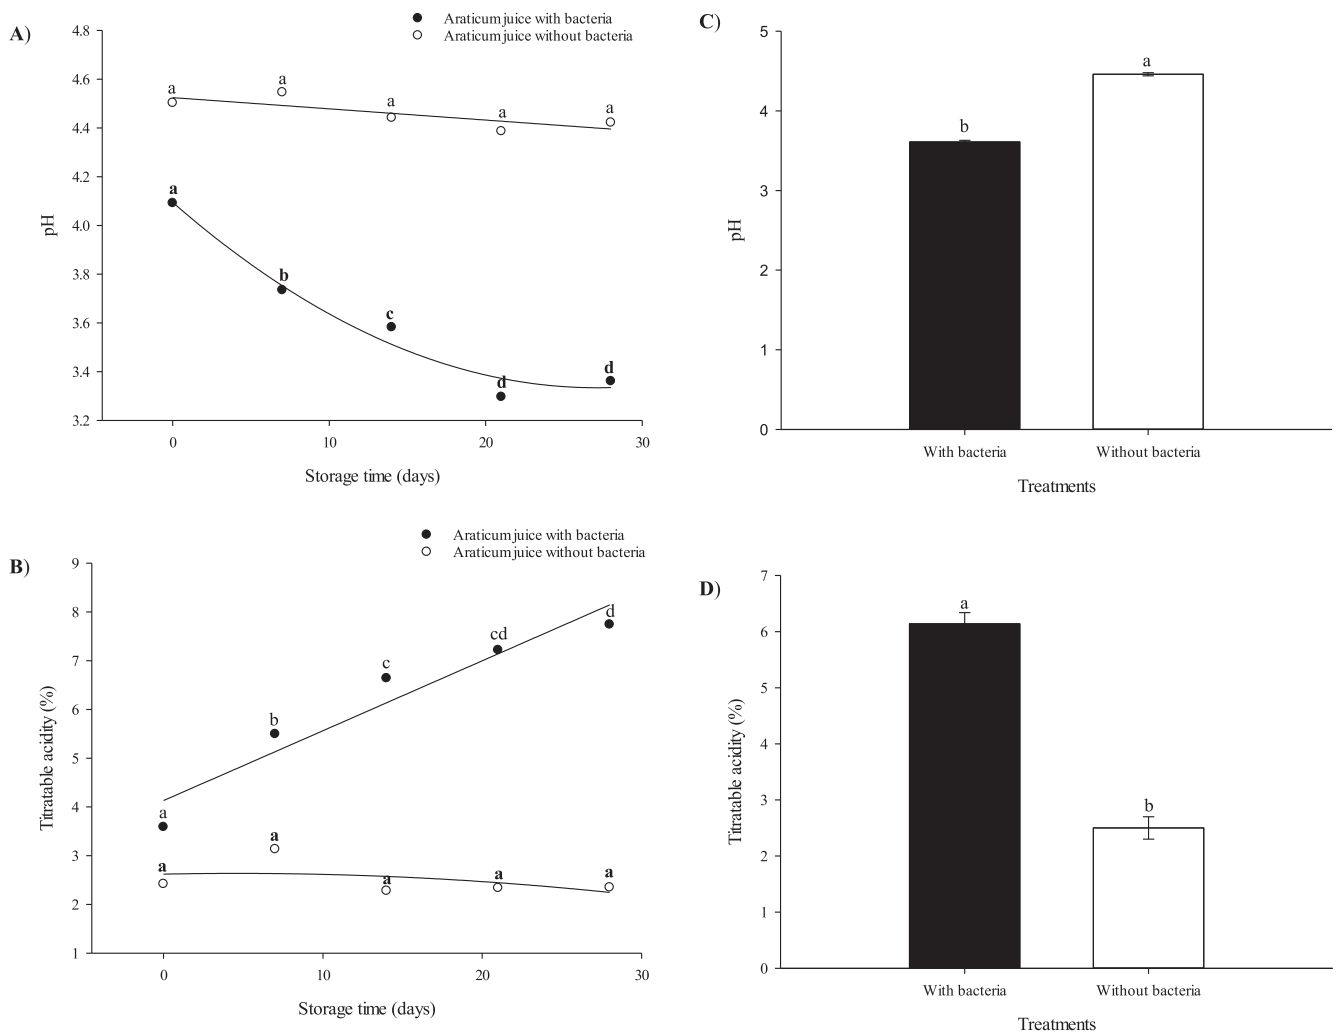 A)
Araticum juice with bacteria
Araticum juice without bacteria
4.8
4.6
4.4
4.2
4.0
3.8
3.6
3.4
3.2
pH
a
a
a
a
a
a
b
c
d
d
0
10
20
30
Storage time (days)
C)
5
4
3
2
1
0
pH
b
a
With bacteria
Without bacteria
Treatments
B)
Araticum juice with bacteria
Araticum juice without bacteria
9
8
7
6
5
4
3
2
1
Titratable acidity (%)
a
b
c
cd
d
a
a
a
a
a
0
10
20
30
Storage time (days)
D)
7
6
5
4
3
2
1
0
Titratable acidity (%)
a
b
With bacteria
Without bacteria
Treatments